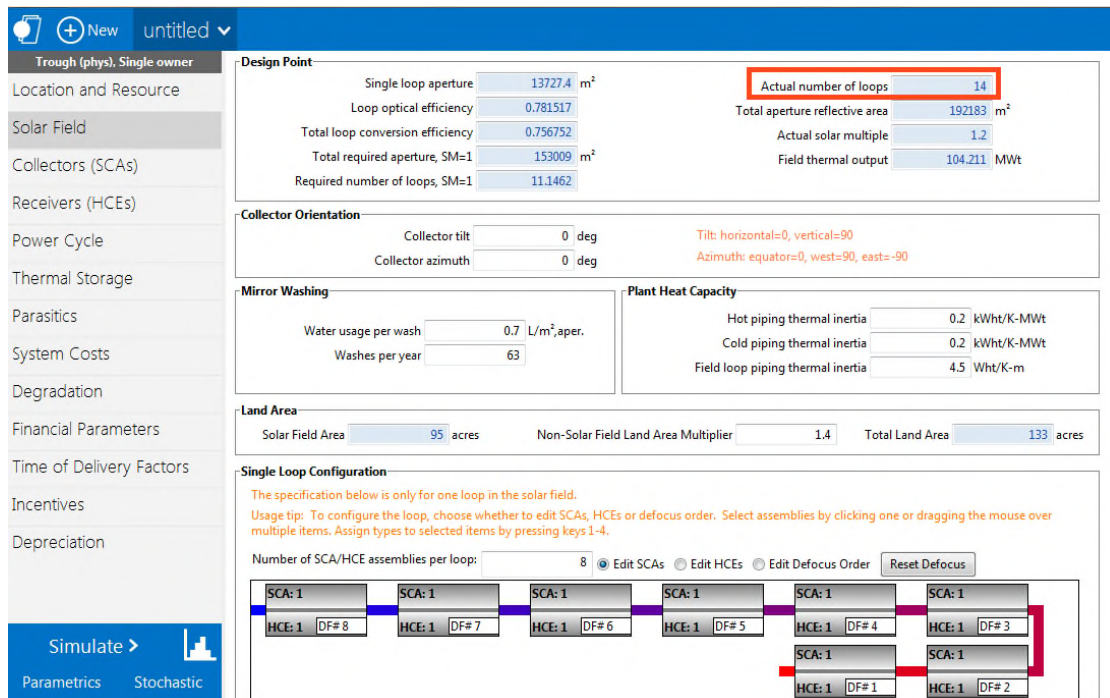 New untitled
Trough (phys), Single owner
Location and Resource
Solar Field
Collectors (SCAs)
Receivers (HCEs)
Power Cycle
Thermal Storage
Parasitics
System Costs
Degradation
Financial Parameters
Time of Delivery Factors
Incentives
Depreciation
Simulate >
Parametrics Stochastic
Design Point
Single loop aperture 13727.4 m²
Loop optical efficiency 0.781517
Total loop conversion efficiency 0.756752
Total required aperture, SM=1 153009 m²
Required number of loops, SM=1 11.1462
Actual number of loops 14
Total aperture reflective area 192183 m²
Actual solar multiple 1.2
Field thermal output 104.211 MWt
Collector Orientation
Collector tilt 0 deg
Collector azimuth 0 deg
Tilt: horizontal=0, vertical=90
Azimuth: equator=0, west=90, east=-90
Mirror Washing
Water usage per wash 0.7 L/m²,aper.
Washes per year 63
Plant Heat Capacity
Hot piping thermal inertia 0.2 kWht/K-MWt
Cold piping thermal inertia 0.2 kWht/K-MWt
Field loop piping thermal inertia 4.5 Wht/K-m
Land Area
Solar Field Area 95 acres Non-Solar Field Land Area Multiplier 1.4 Total Land Area 133 acres
Single Loop Configuration
The specification below is only for one loop in the solar field.
Usage tip: To configure the loop, choose whether to edit SCAs, HCEs or defocus order. Select assemblies by clicking one or dragging the mouse over
multiple items. Assign types to selected items by pressing keys 1-4.
Number of SCA/HCE assemblies per loop: 8 Edit SCAs Edit HCEs Edit Defocus Order Reset Defocus
SCA: 1 SCA: 1 SCA: 1 SCA: 1 SCA: 1 SCA: 1
HCE: 1 DF# 8 HCE: 1 DF# 7 HCE: 1 DF# 6 HCE: 1 DF# 5 HCE: 1 DF# 4 HCE: 1 DF# 3
SCA: 1 SCA: 1
HCE: 1 DF# 1 HCE: 1 DF# 2